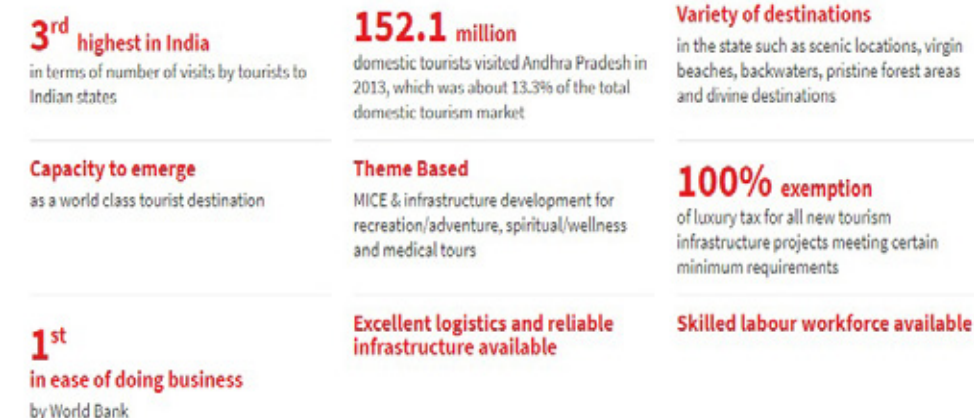 3rd highest in India
in terms of number of visits by tourists to
Indian states
152.1 million
domestic tourists visited Andhra Pradesh in
2013, which was about 13.3% of the total
domestic tourism market
Variety of destinations
in the state such as scenic locations, virgin
beaches, backwaters, pristine forest areas
and divine destinations
Capacity to emerge
as a world class tourist destination
Theme Based
MICE & infrastructure development for
recreation/adventure, spiritual/wellness
and medical tours
100% exemption
of luxury tax for all new tourism
infrastructure projects meeting certain
minimum requirements
1st
in ease of doing business
by World Bank
Excellent logistics and reliable
infrastructure available
Skilled labour workforce available